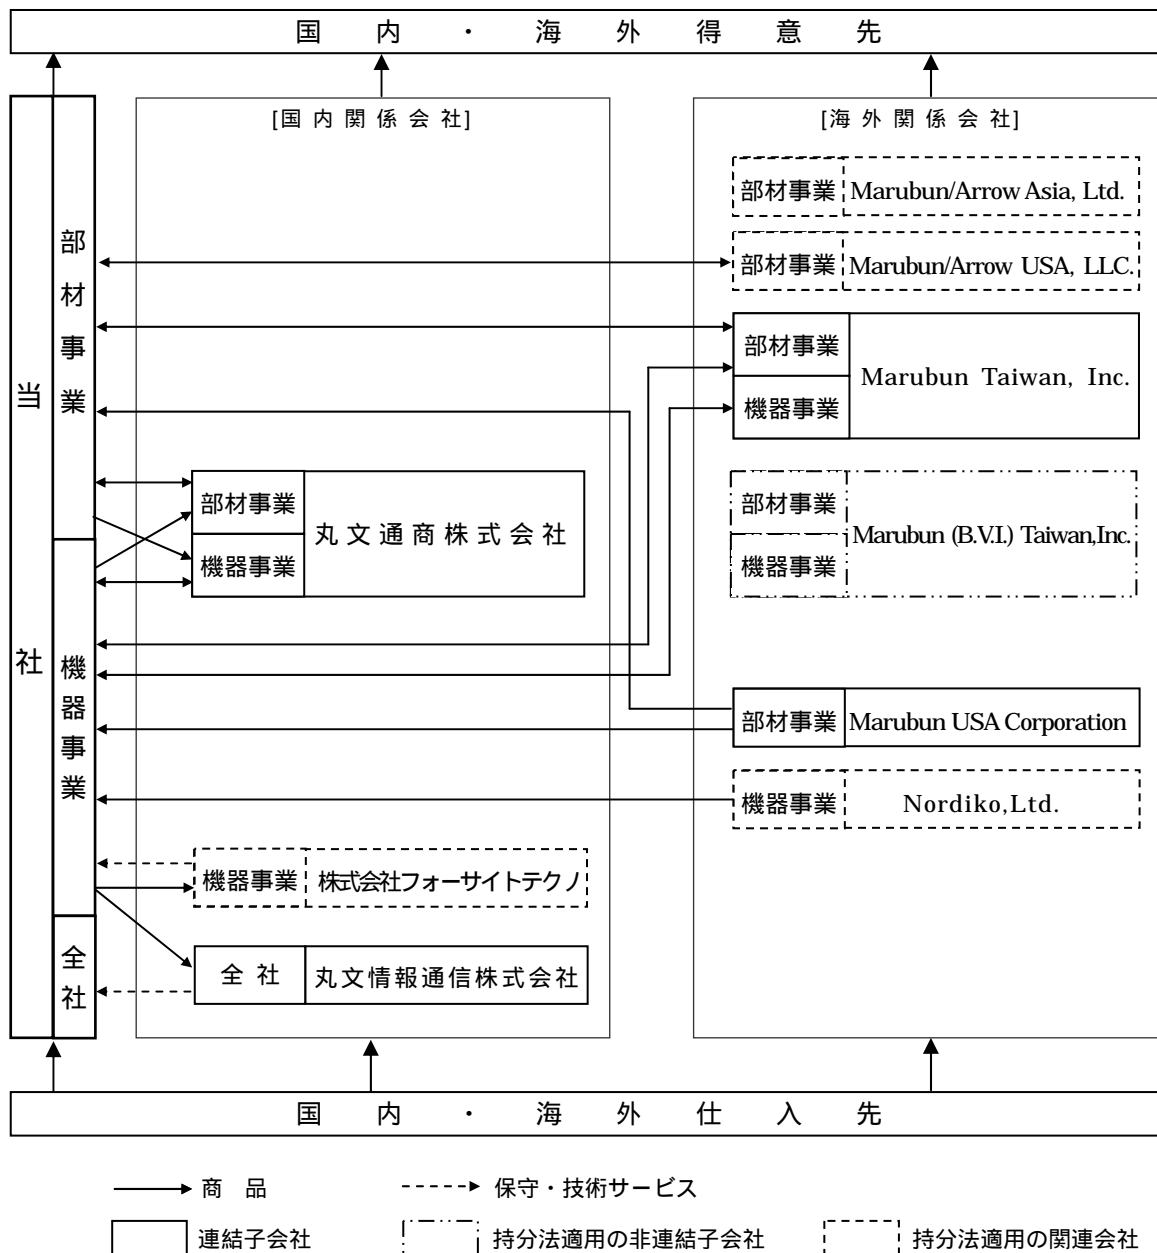 国内・海外得意先
当社
部材事業
機器事業
全社
[国内関係会社]
部材事業
機器事業
丸文通商株式会社
機器事業 株式会社フォーサイトテクノ
全社 丸文情報通信株式会社
[海外関係会社]
部材事業 Marubun/Arrow Asia, Ltd.
部材事業 Marubun/Arrow USA, LLC.
部材事業
機器事業
Marubun Taiwan, Inc.
部材事業
機器事業
Marubun (B.V.I.) Taiwan,Inc.
部材事業 Marubun USA Corporation
機器事業 Nordiko,Ltd.
国内・海外仕入先
商品 保守・技術サービス
連結子会社 持分法適用の非連結子会社 持分法適用の関連会社